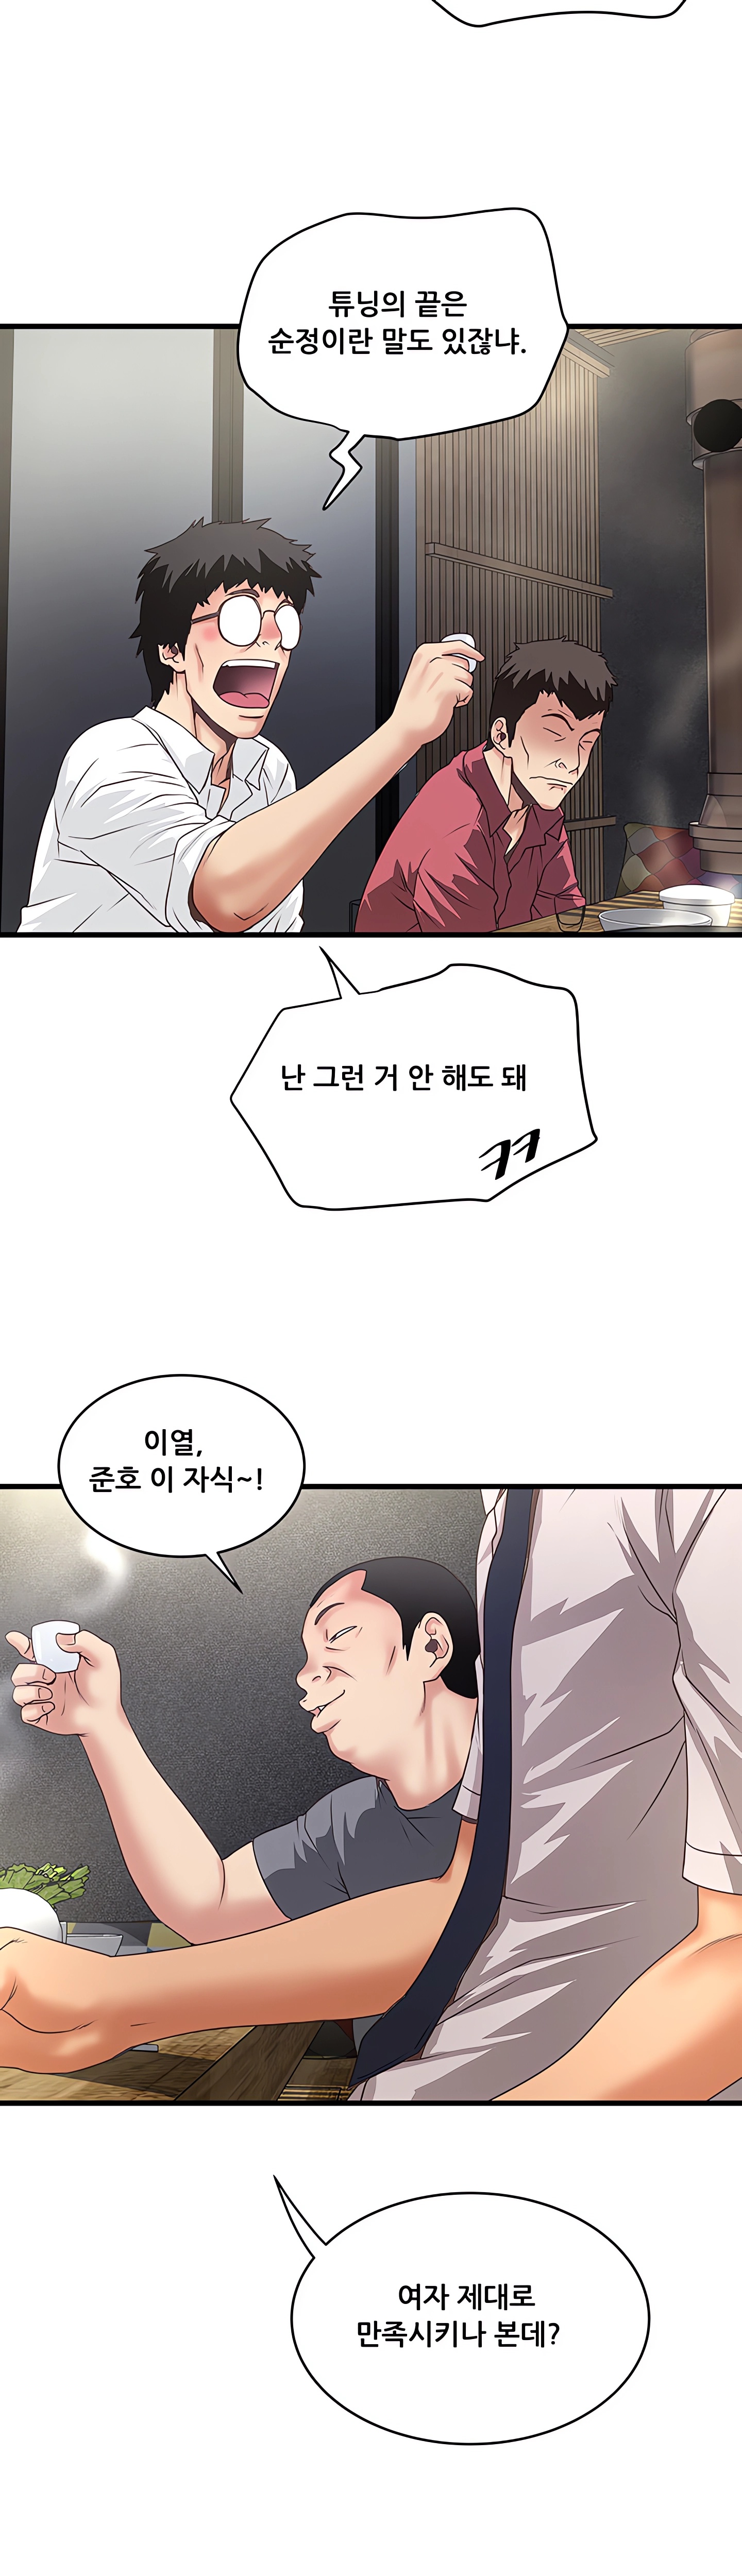 튜닝의 끝은
순정이란 말도 있잖냐.
난 그런 거 안 해도 돼
큭큭
이열,
준호 이 자식~!
여자 제대로
만족시키나 본데?